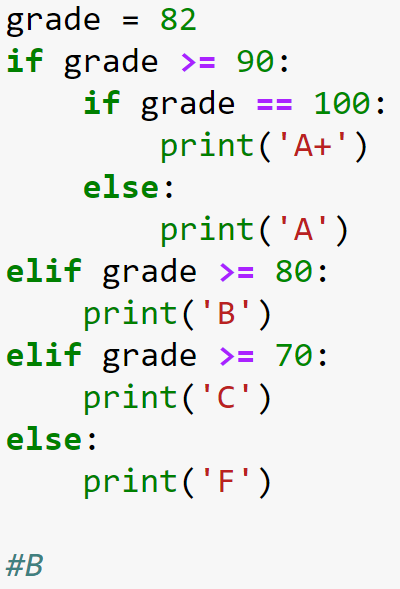 grade = 82
if grade >= 90:
    if grade == 100:
        print('A+')
    else:
        print('A')
elif grade >= 80:
    print('B')
elif grade >= 70:
    print('C')
else:
    print('F')

#B